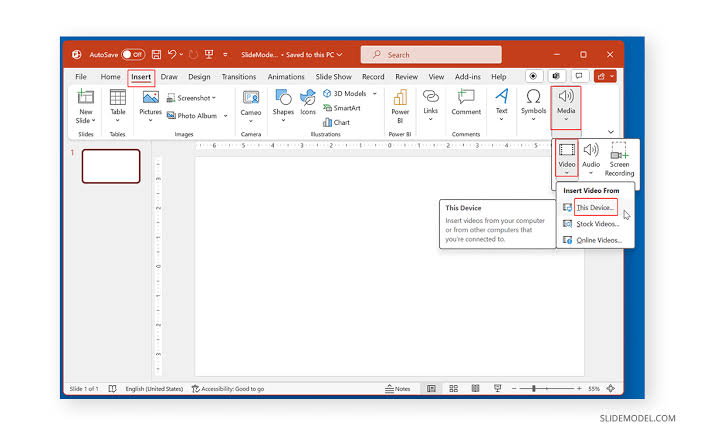 AutoSave Off SlideMode... • Saved to this PC Search
File Home Insert Draw Design Transitions Animations Slide Show Record Review View Add-ins Help
New Slide
Table
Pictures
Screenshot
Photo Album
Cameo
Shapes
Icons
3D Models
SmartArt
Chart
Power BI
Links
Comment
Text
Symbols
Media
Slides Tables Images Camera Illustrations Power BI Comments
Video Audio Screen Recording
Insert Video From
This Device...
Stock Videos...
Online Videos...
This Device
Insert videos from your computer
or from other computers that
you're connected to.
1
Slide 1 of 1 English (United States) Accessibility: Good to go Notes 55%
SLIDEMODEL.COM